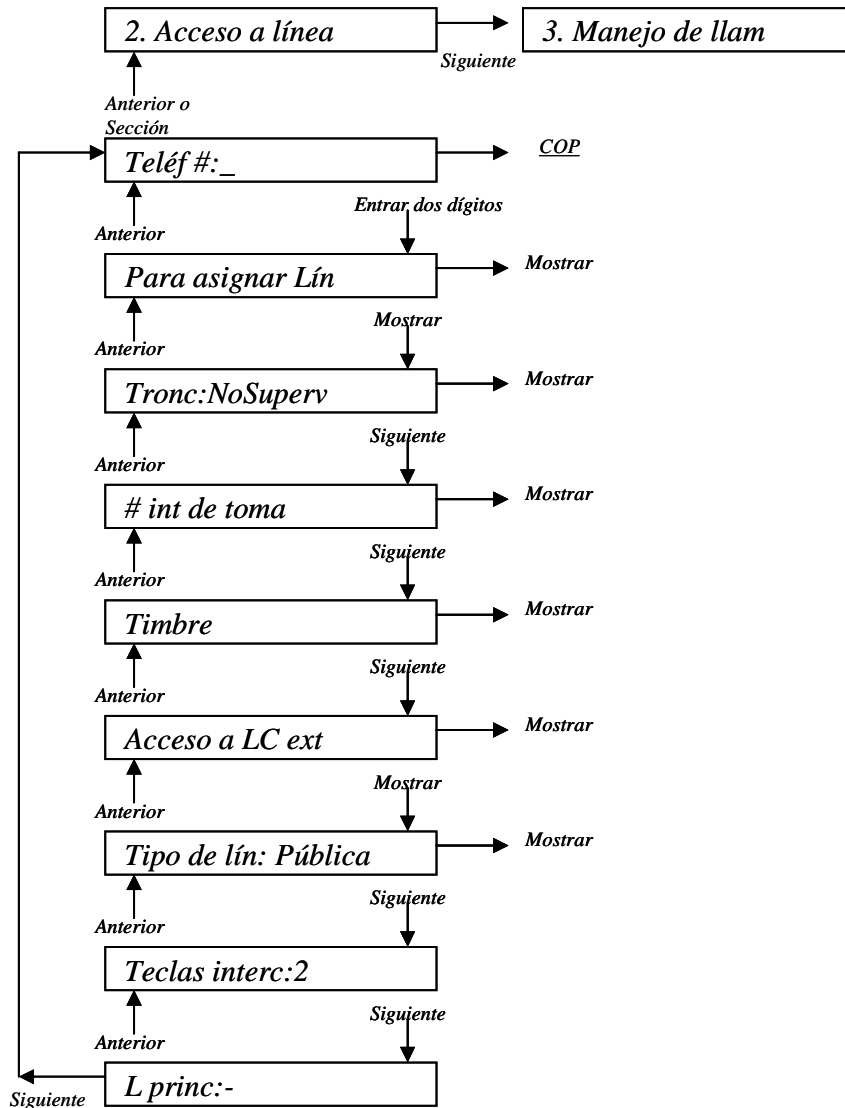 2. Acceso a línea
3. Manejo de llam
Siguiente
Anterior o
Sección
Teléf #:_
COP
Entrar dos dígitos
Anterior
Para asignar Lín
Mostrar
Mostrar
Anterior
Tronc:NoSuperv
Mostrar
Siguiente
Anterior
# int de toma
Mostrar
Siguiente
Anterior
Timbre
Mostrar
Siguiente
Anterior
Acceso a LC ext
Mostrar
Mostrar
Anterior
Tipo de lín: Pública
Mostrar
Siguiente
Anterior
Teclas interc:2
Siguiente
Anterior
L princ:-
Siguiente